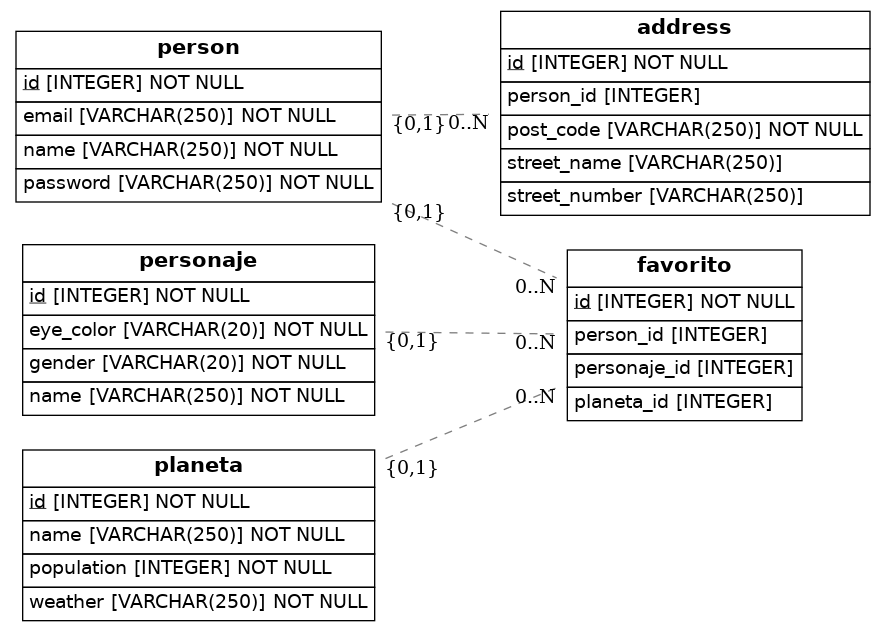 person
id [INTEGER] NOT NULL
email [VARCHAR(250)] NOT NULL
name [VARCHAR(250)] NOT NULL
password [VARCHAR(250)] NOT NULL
{0,1}
0..N
address
id [INTEGER] NOT NULL
person_id [INTEGER]
post_code [VARCHAR(250)] NOT NULL
street_name [VARCHAR(250)]
street_number [VARCHAR(250)]
{0,1}
0..N
personaje
id [INTEGER] NOT NULL
eye_color [VARCHAR(20)] NOT NULL
gender [VARCHAR(20)] NOT NULL
name [VARCHAR(250)] NOT NULL
{0,1}
0..N
favorito
id [INTEGER] NOT NULL
person_id [INTEGER]
personaje_id [INTEGER]
planeta_id [INTEGER]
0..N
{0,1}
planeta
id [INTEGER] NOT NULL
name [VARCHAR(250)] NOT NULL
population [INTEGER] NOT NULL
weather [VARCHAR(250)] NOT NULL